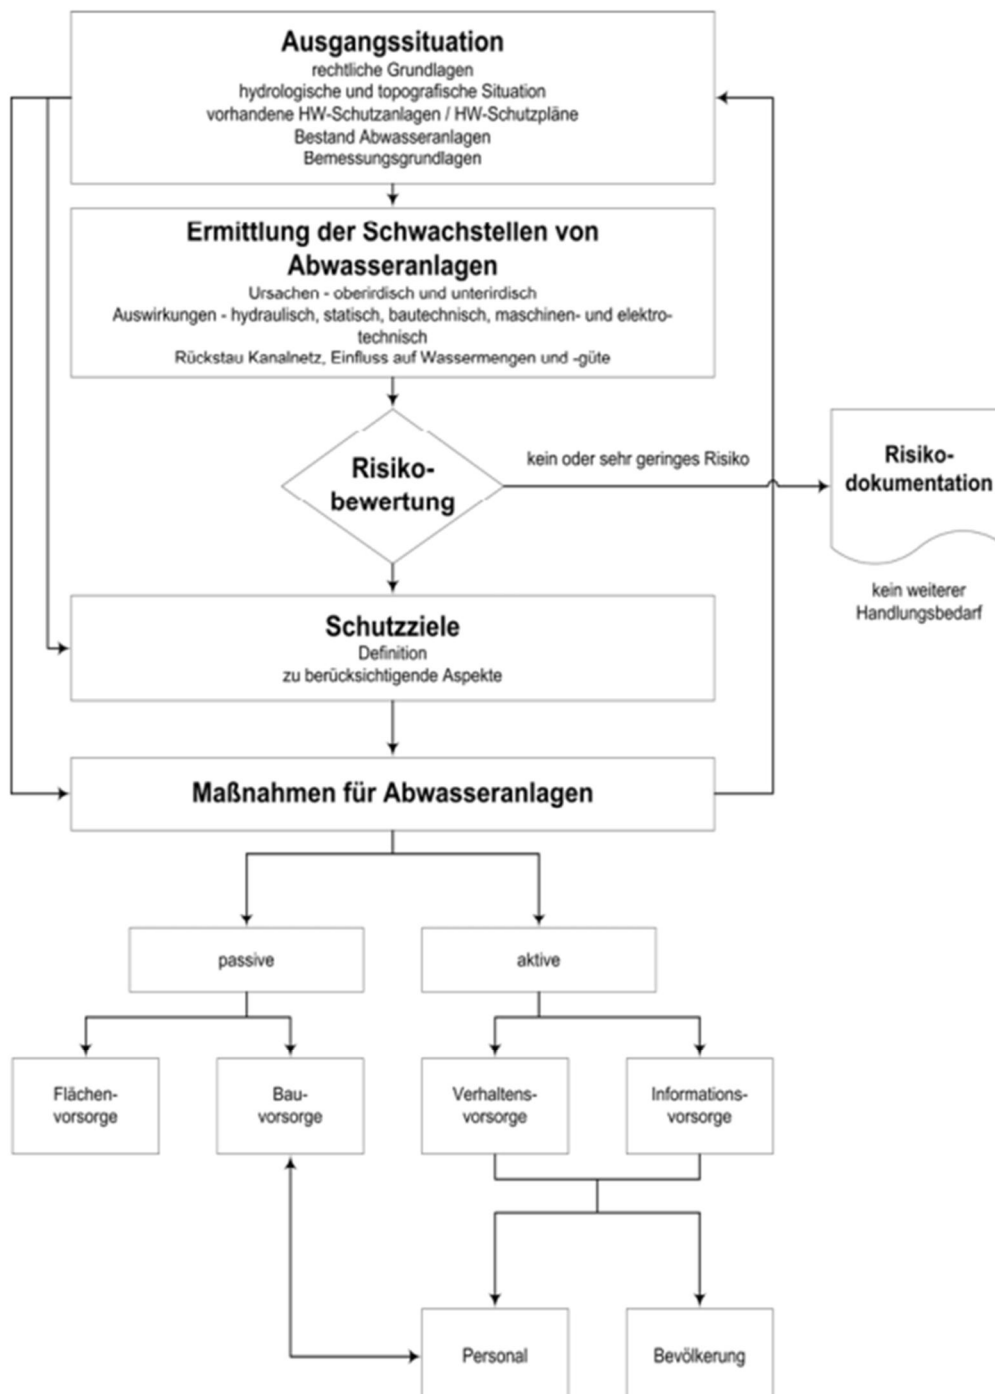 Ausgangssituation
rechtliche Grundlagen
hydrologische und topografische Situation
vorhandene HW-Schutzanlagen / HW-Schutzpläne
Bestand Abwasseranlagen
Bemessungsgrundlagen
Ermittlung der Schwachstellen von
Abwasseranlagen
Ursachen - oberirdisch und unterirdisch
Auswirkungen - hydraulisch, statisch, bautechnisch, maschinen- und elektro-
technisch
Rückstau Kanalnetz, Einfluss auf Wassermengen und -güte
Risiko-
bewertung
kein oder sehr geringes Risiko
Risiko-
dokumentation
kein weiterer
Handlungsbedarf
Schutzziele
Definition
zu berücksichtigende Aspekte
Maßnahmen für Abwasseranlagen
passive
aktive
Flächen-
vorsorge
Bau-
vorsorge
Verhaltens-
vorsorge
Informations-
vorsorge
Personal
Bevölkerung